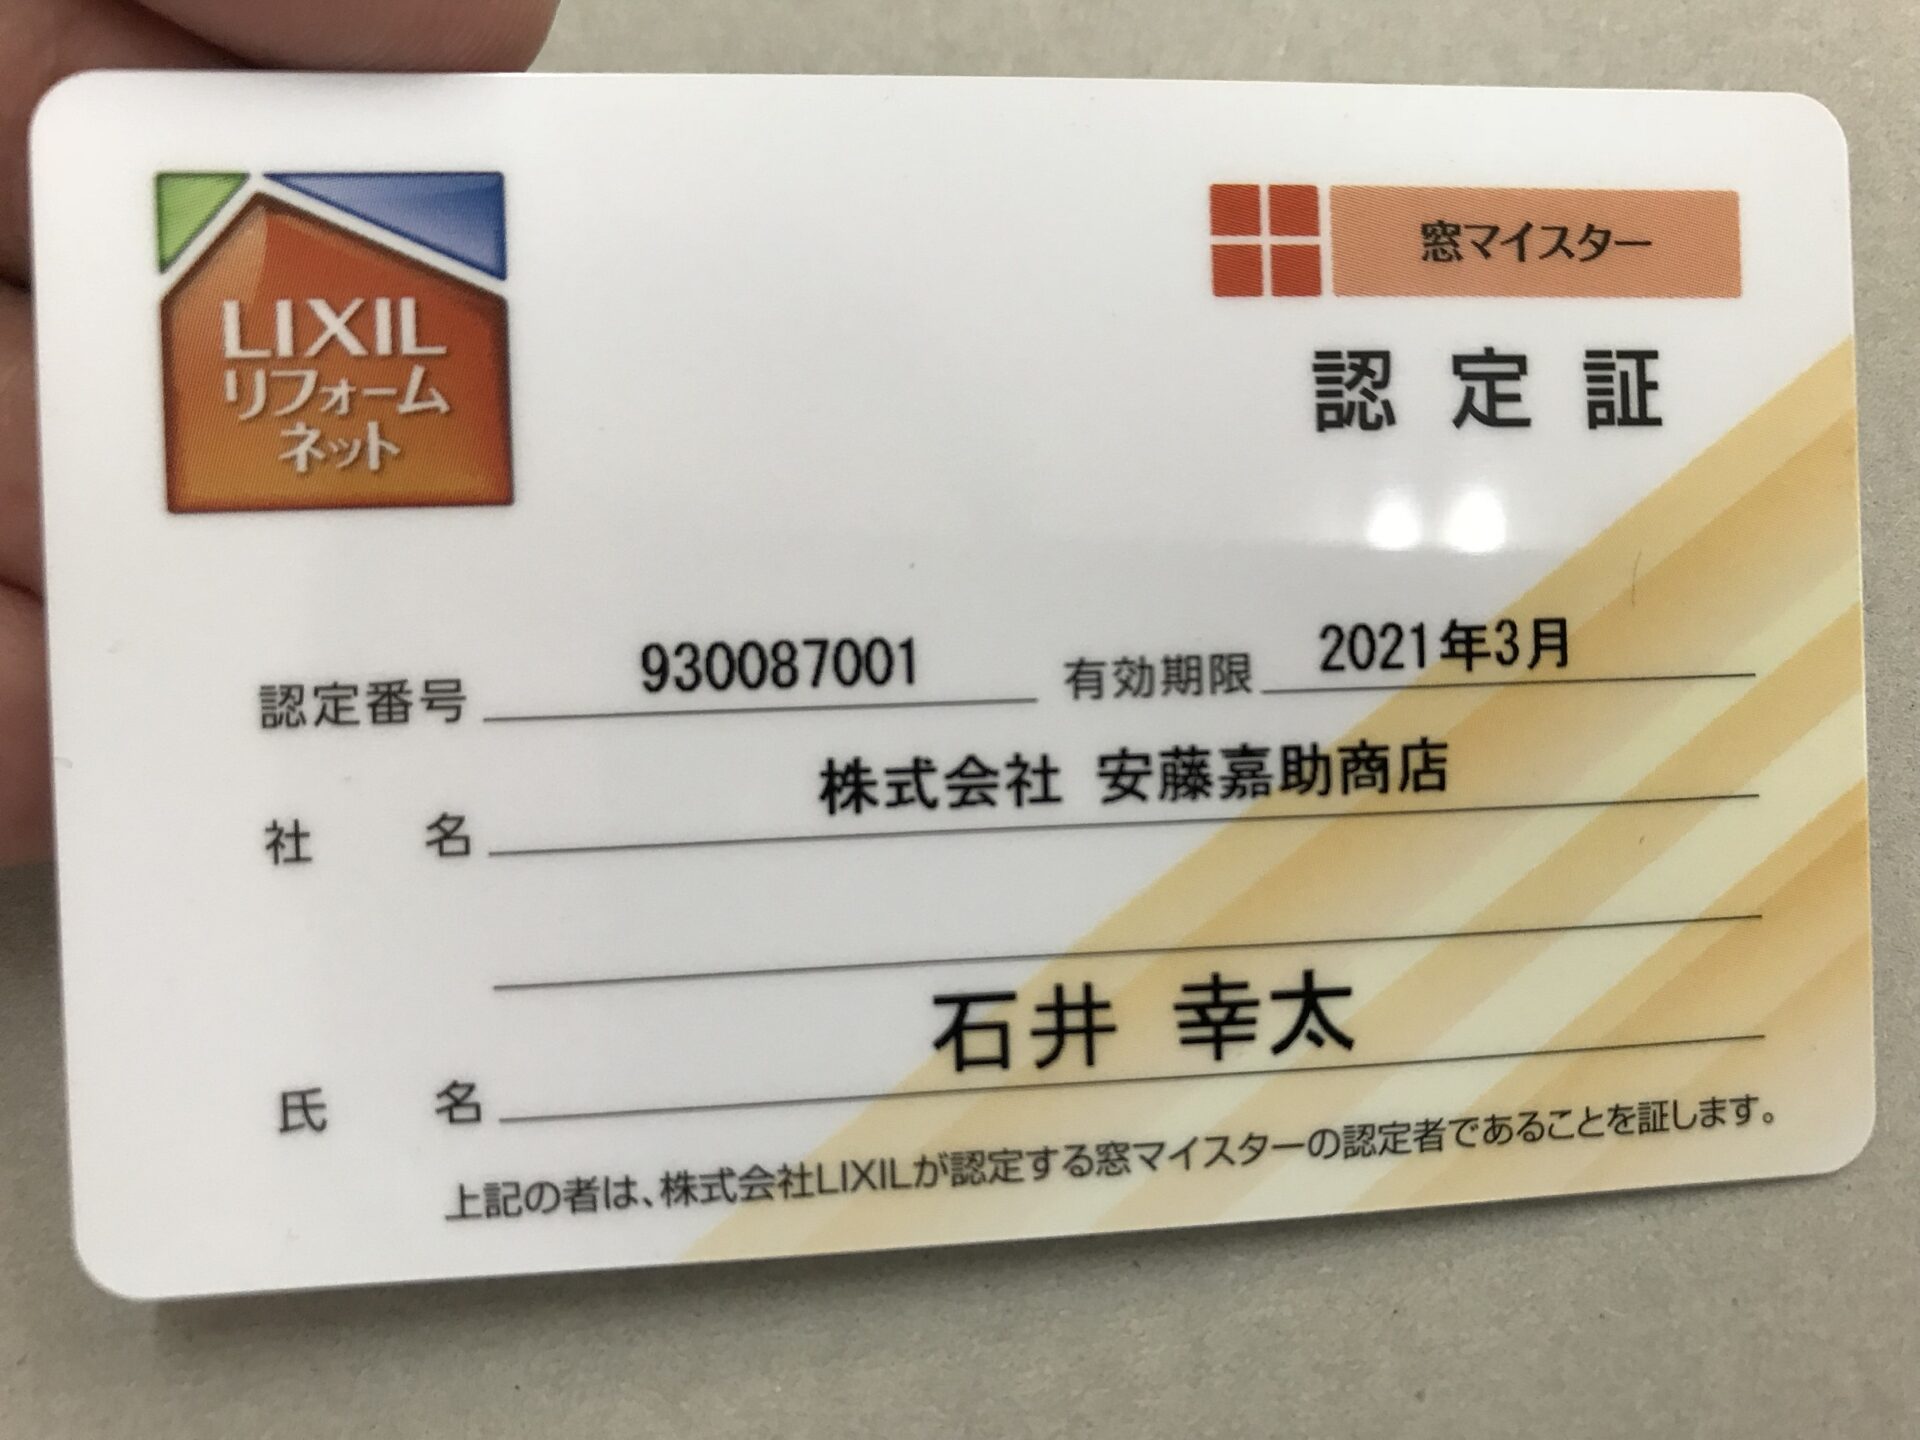 LIXIL
リフォーム
ネット
窓マイスター
認定証
認定番号 930087001 有効期限 2021年3月
社名 株式会社 安藤嘉助商店
氏名 石井 幸太
上記の者は、株式会社LIXILが認定する窓マイスターの認定者であることを証します。